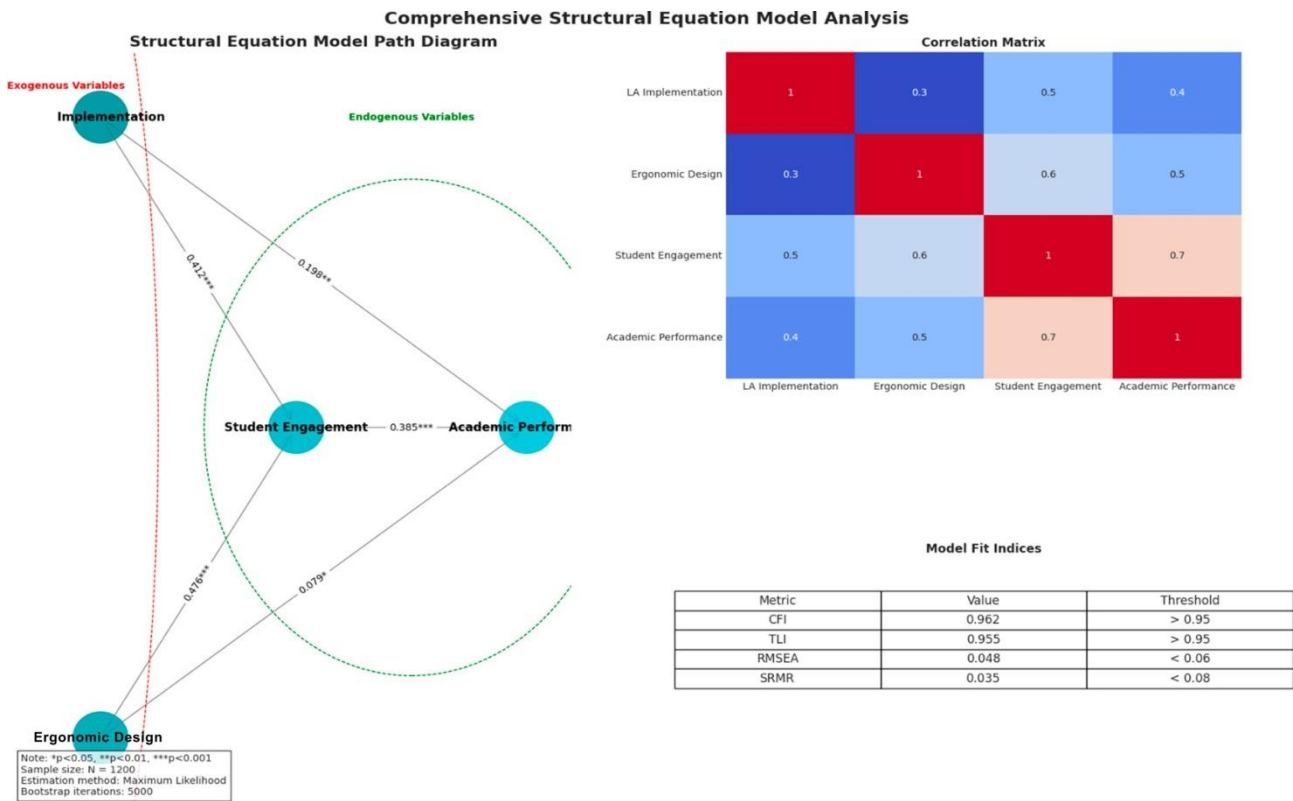 Comprehensive Structural Equation Model Analysis
Structural Equation Model Path Diagram
Exogenous Variables
Implementation
Endogenous Variables
0.412***
0.198**
Student Engagement
0.385***
Academic Perform
0.476***
0.079*
Ergonomic Design
Note: *p<0.05, **p<0.01, ***p<0.001
Sample size: N = 1200
Estimation method: Maximum Likelihood
Bootstrap iterations: 5000
Correlation Matrix
LA Implementation 1 0.3 0.5 0.4
Ergonomic Design 0.3 1 0.6 0.5
Student Engagement 0.5 0.6 1 0.7
Academic Performance 0.4 0.5 0.7 1
LA Implementation Ergonomic Design Student Engagement Academic Performance
Model Fit Indices
Metric Value Threshold
CFI 0.962 > 0.95
TLI 0.955 > 0.95
RMSEA 0.048 < 0.06
SRMR 0.035 < 0.08